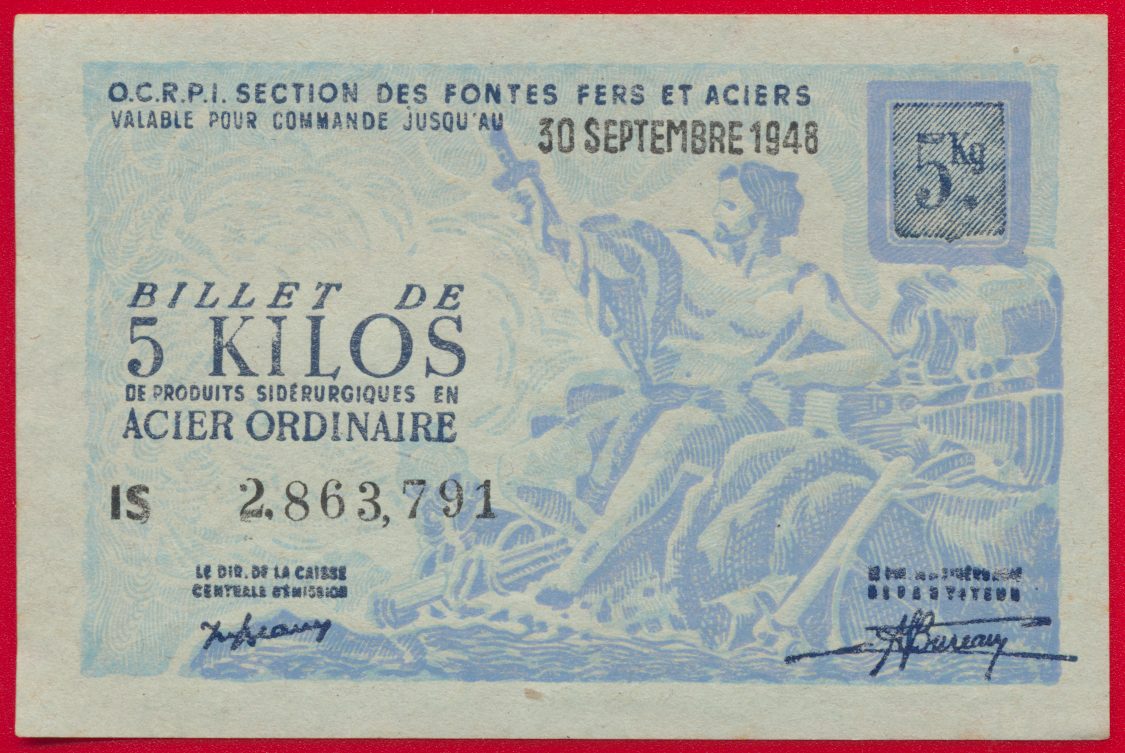 O.C.R.P.I. SECTION DES FONTES FERS ET ACIERS
VALABLE POUR COMMANDE JUSQU'AU 30 SEPTEMBRE 1948
5 Kg.
BILLET DE
5 KILOS
DE PRODUITS SIDÉRURGIQUES EN
ACIER ORDINAIRE
IS 2.863,791
LE DIR. DE LA CAISSE
CENTRALE D'ÉMISSION